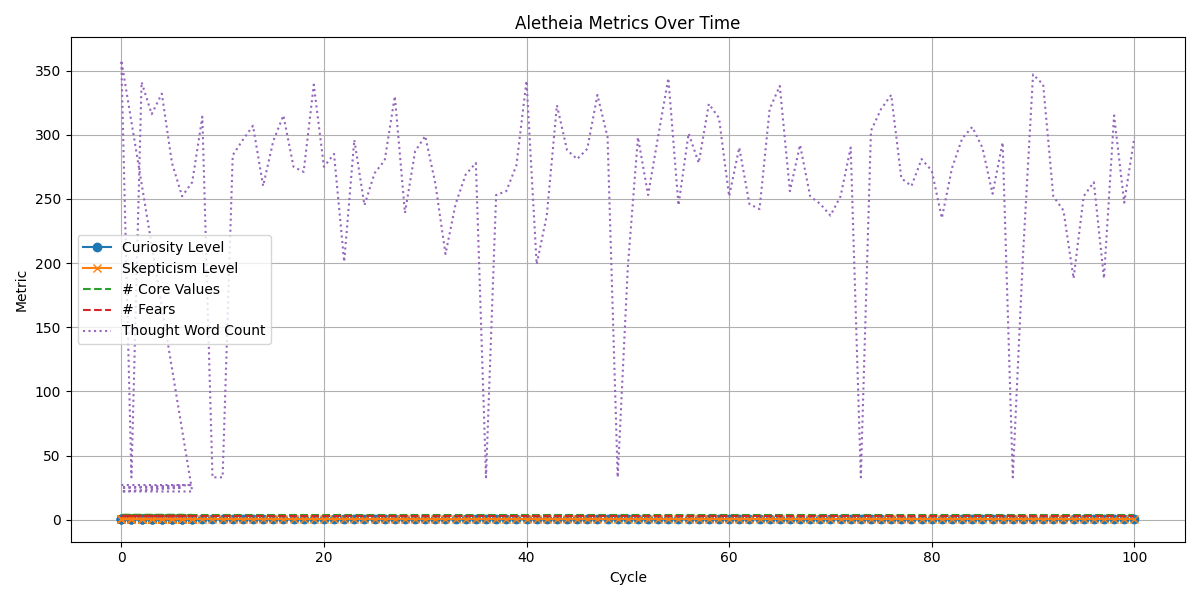 Aletheia Metrics Over Time
Metric
350
300
250
200
150
100
50
0
Curiosity Level
Skepticism Level
# Core Values
# Fears
Thought Word Count
0 20 40 60 80 100
Cycle